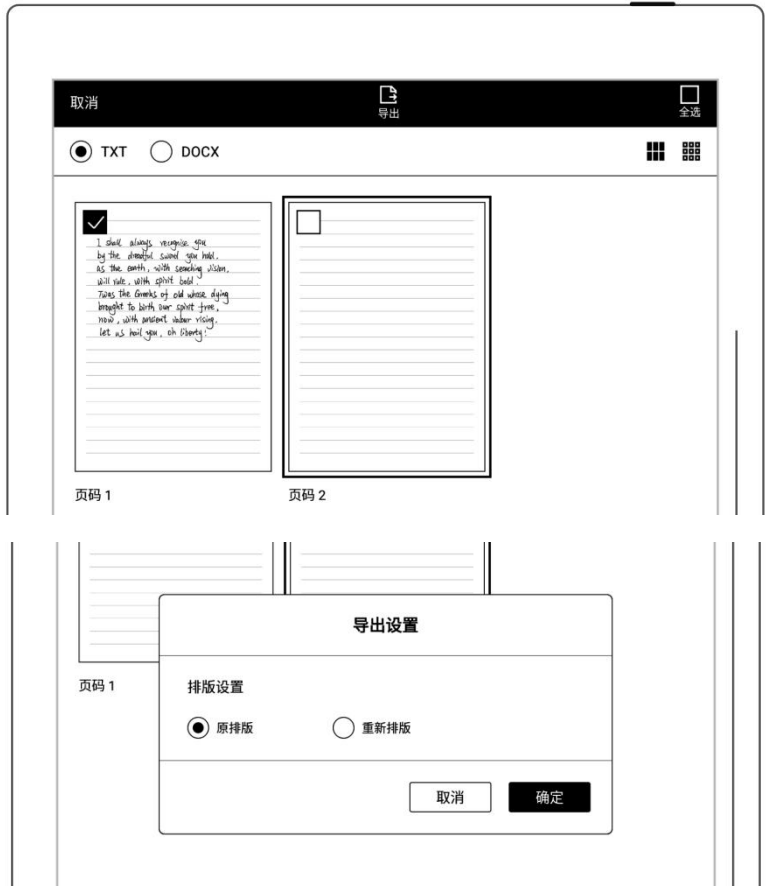 取消
导出
全选
TXT
DOCX
I shall always recognise you
by the dreadful sword you hold,
as the earth, with searching vision,
will rule, with spirit bold.
Twas the Greeks of old whose dying
brought to birth our spirit free,
now, with ancient valour rising.
let us hail you, oh liberty!
页码 1
页码 2
导出设置
页码 1
排版设置
原排版
重新排版
取消
确定